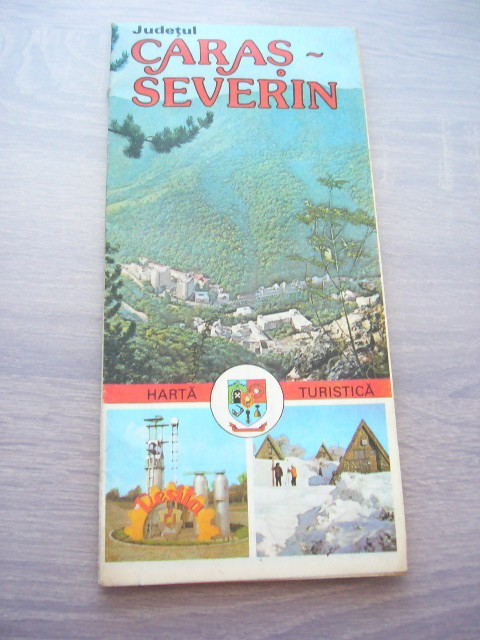 Județul
CARAȘ~
SEVERIN
HARTĂ TURISTICĂ
Reșița